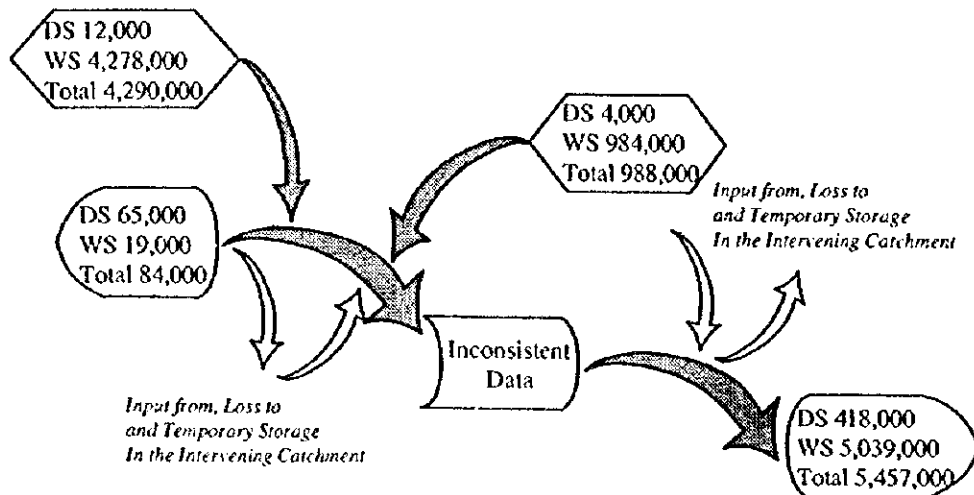 DS 12,000
WS 4,278,000
Total 4,290,000
DS 4,000
WS 984,000
Total 988,000
Input from, Loss to
and Temporary Storage
In the Intervening Catchment
DS 65,000
WS 19,000
Total 84,000
Inconsistent
Data
Input from, Loss to
and Temporary Storage
In the Intervening Catchment
DS 418,000
WS 5,039,000
Total 5,457,000